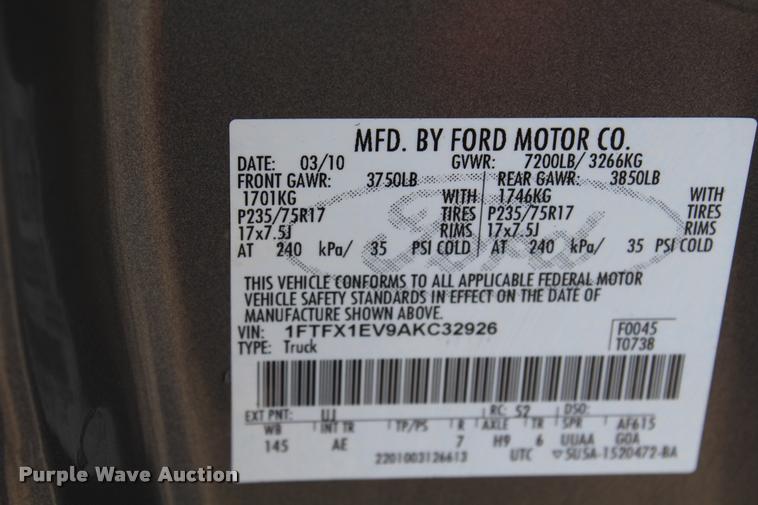 MFD. BY FORD MOTOR CO.
DATE: 03/10 GVWR: 7200LB/ 3266KG
FRONT GAWR: 3750LB REAR GAWR: 3850LB
1701KG WITH 1746KG WITH
P235/75R17 TIRES P235/75R17 TIRES
17x7.5J RIMS 17x7.5J RIMS
AT 240 kPa/ 35 PSI COLD AT 240 kPa/ 35 PSI COLD
Ford
THIS VEHICLE CONFORMS TO ALL APPLICABLE FEDERAL MOTOR
VEHICLE SAFETY STANDARDS IN EFFECT ON THE DATE OF
MANUFACTURE SHOWN ABOVE.
VIN: 1FTFX1EV9AKC32926 F0045
TYPE: Truck T0738
EXT PNT: UJ RC: 52 DSO:
WB INT TR TP/PS R AXLE TR SPR AF615
145 AE 7 H9 6 UUAA GOA
2201003126613 UTC ▽5U5A-1520472-BA
Purple Wave Auction